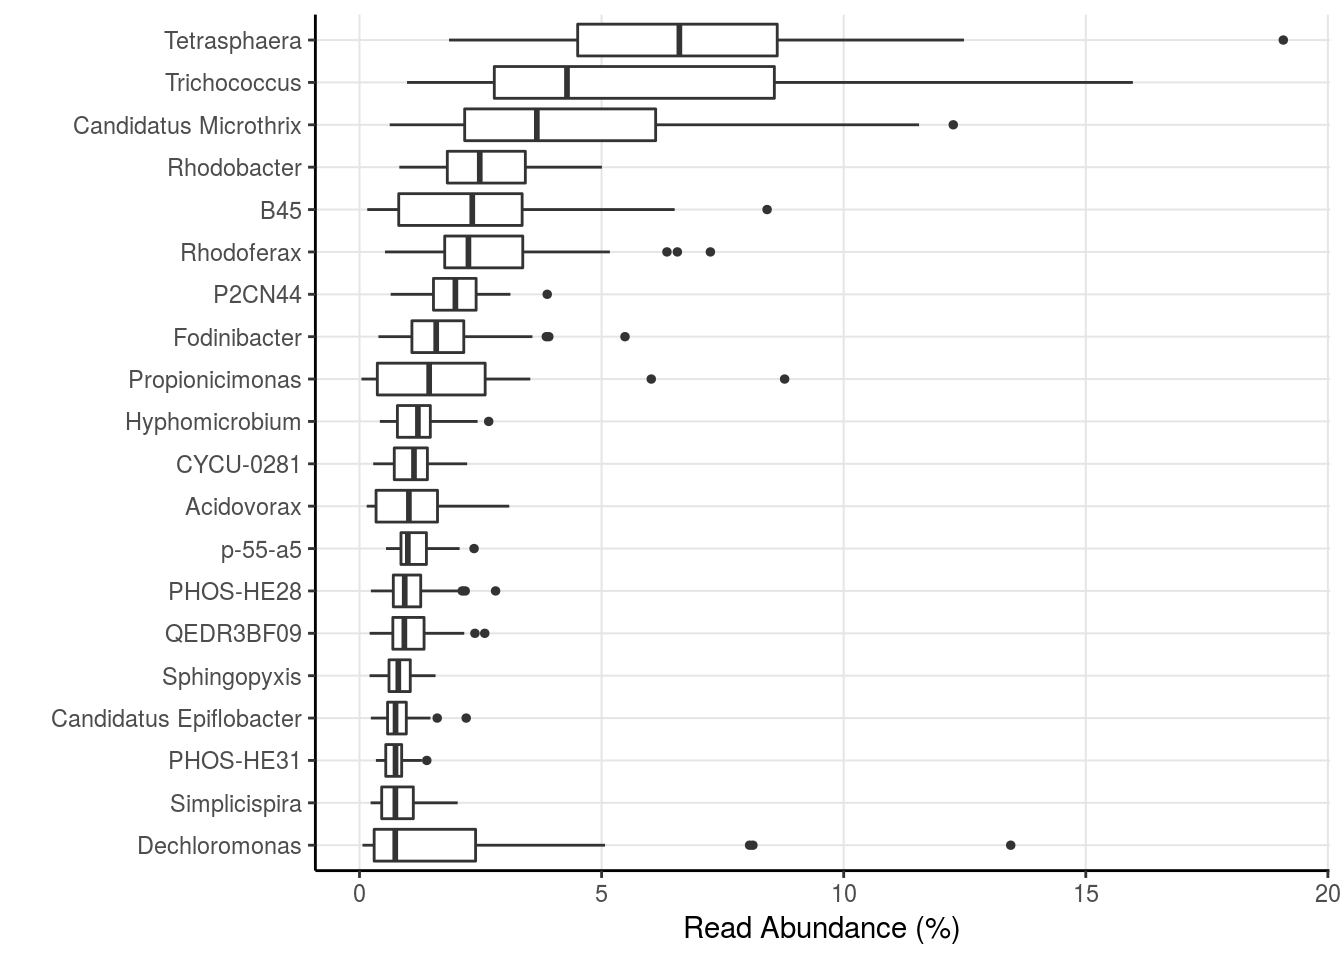 Tetrasphaera
Trichococcus
Candidatus Microthrix
Rhodobacter
B45
Rhodoferax
P2CN44
Fodinibacter
Propionicimonas
Hyphomicrobium
CYCU-0281
Acidovorax
p-55-a5
PHOS-HE28
QEDR3BF09
Sphingopyxis
Candidatus Epiflobacter
PHOS-HE31
Simplicispira
Dechloromonas
0 5 10 15 20
Read Abundance (%)